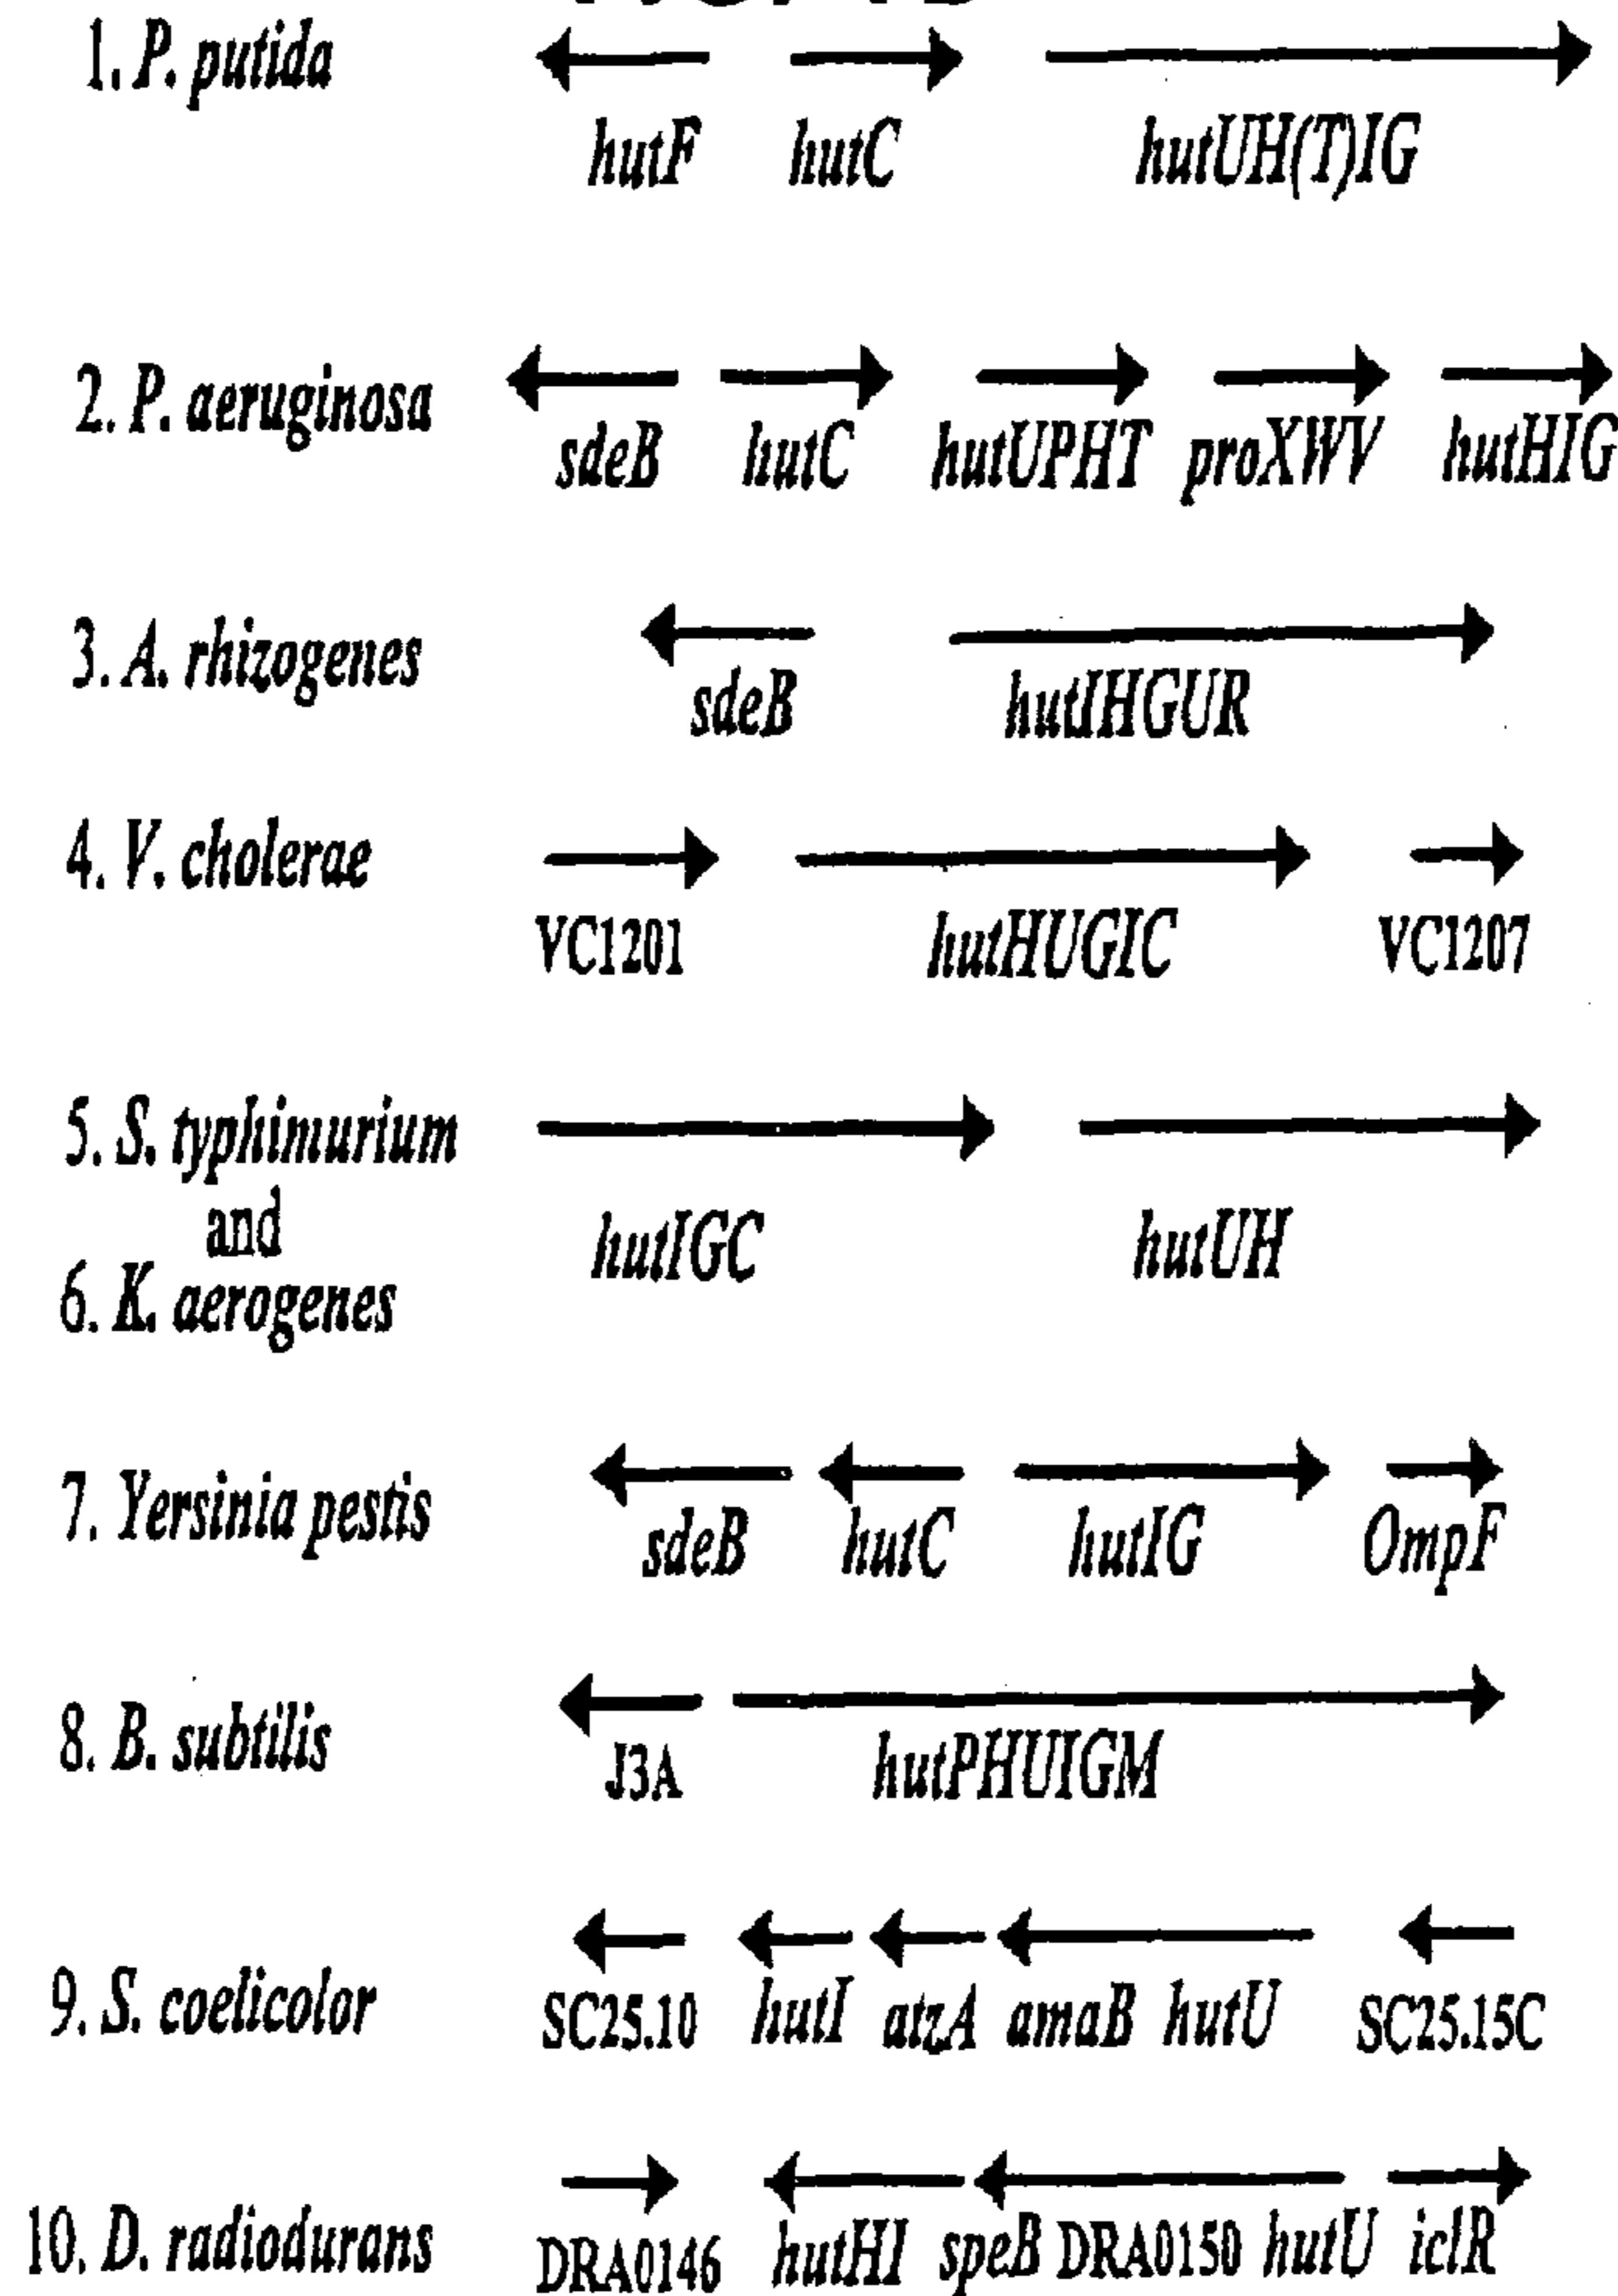 1. P. putida
hutF hutC hutUH(T)IG
2. P. aeruginosa
sdeB hutC hutUPHT proXWV hutHIG
3. A. rhizogenes
sdeB hutIHGUR
4. V. cholerae
VC1201 hutHUGIC VC1207
5. S. typhimurium
and
hutIGC hutUH
6. K. aerogenes
7. Yersinia pestis
sdeB hutC hutIG OmpF
8. B. subtilis
J3A hutPHUIGM
9. S. coelicolor
SC25.10 hutI atzA amaB hutU SC25.15C
10. D. radiodurans
DRA0146 hutHI speB DRA0150 hutU iclR